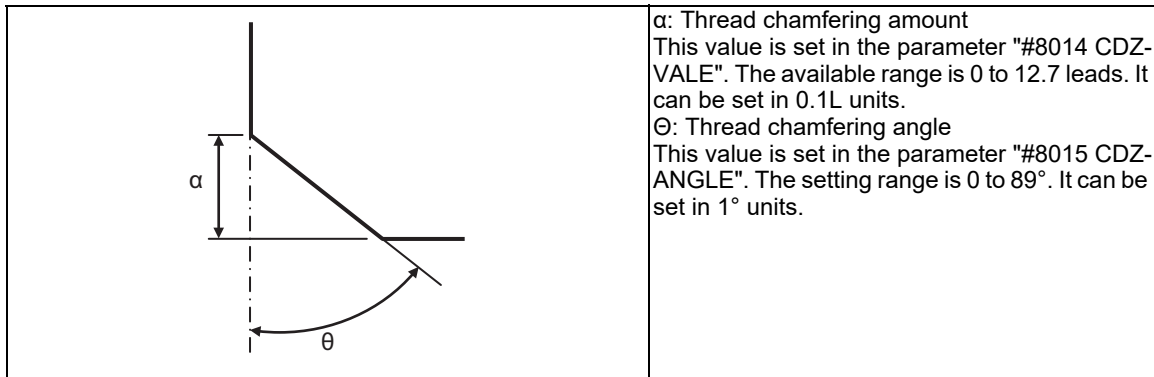 α
θ
α: Thread chamfering amount
This value is set in the parameter "#8014 CDZ-
VALE". The available range is 0 to 12.7 leads. It
can be set in 0.1L units.
Θ: Thread chamfering angle
This value is set in the parameter "#8015 CDZ-
ANGLE". The setting range is 0 to 89°. It can be
set in 1° units.